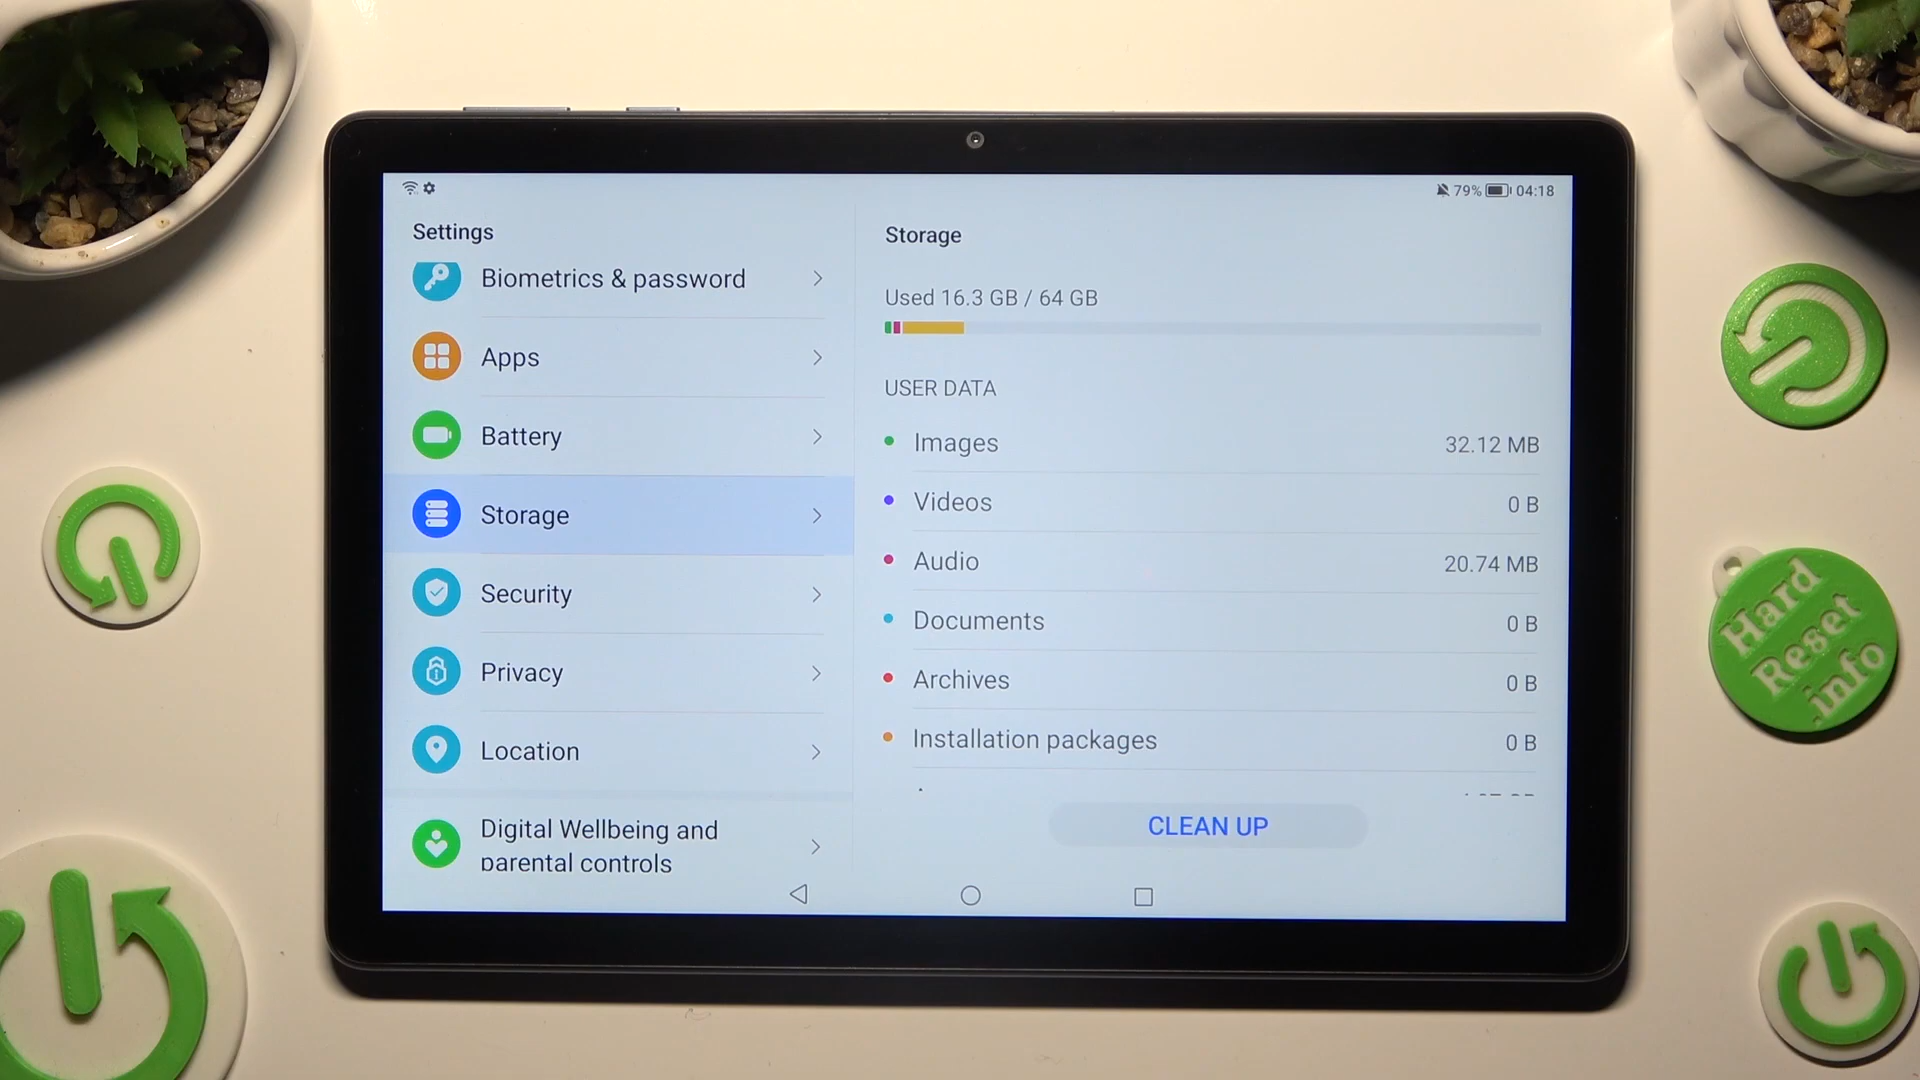 79% 04:18
Settings
Biometrics & password
Apps
Battery
Storage
Security
Privacy
Location
Digital Wellbeing and
parental controls
Storage
Used 16.3 GB / 64 GB
USER DATA
Images 32.12 MB
Videos 0 B
Audio 20.74 MB
Documents 0 B
Archives 0 B
Installation packages 0 B
CLEAN UP
Hard
Reset
.info